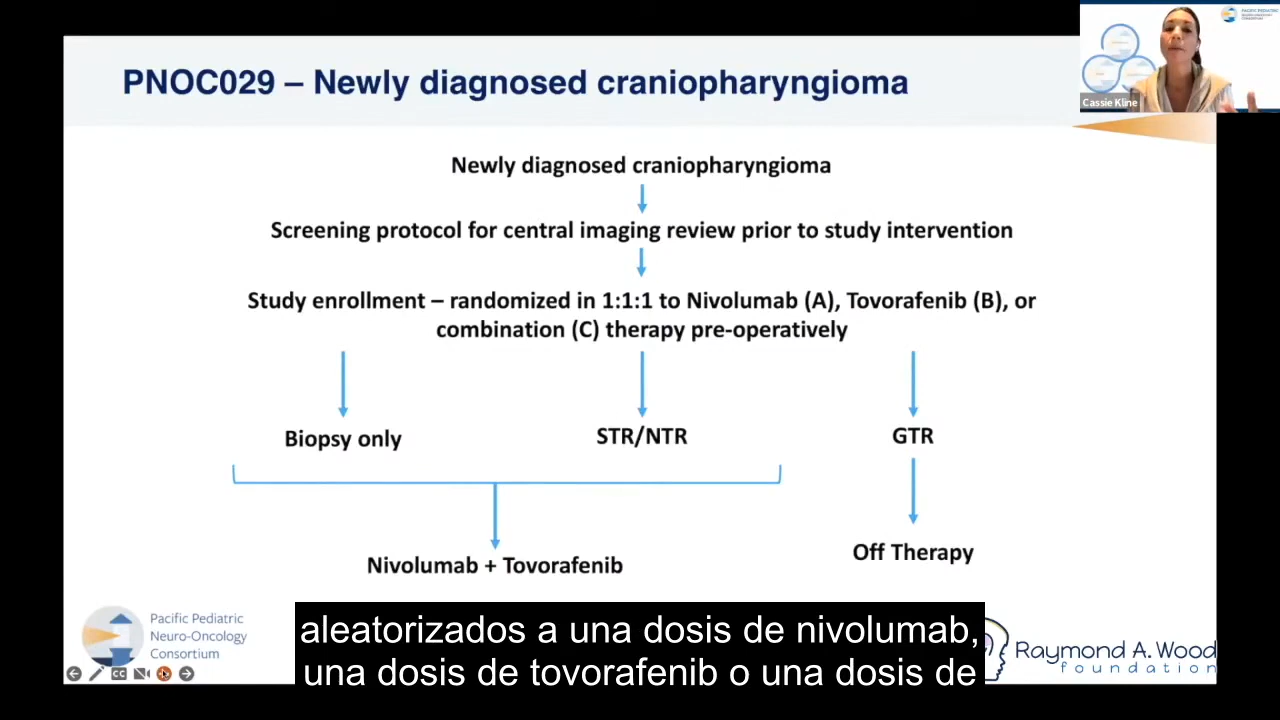 PNOC029 – Newly diagnosed craniopharyngioma
Cassie Kline
Newly diagnosed craniopharyngioma
Screening protocol for central imaging review prior to study intervention
Study enrollment – randomized in 1:1:1 to Nivolumab (A), Tovorafenib (B), or
combination (C) therapy pre-operatively
Biopsy only
STR/NTR
GTR
Nivolumab + Tovorafenib
Off Therapy
Pacific Pediatric
Neuro-Oncology
Consortium
aleatorizados a una dosis de nivolumab,
una dosis de tovorafenib o una dosis de
Raymond A. Wood
foundation
CC